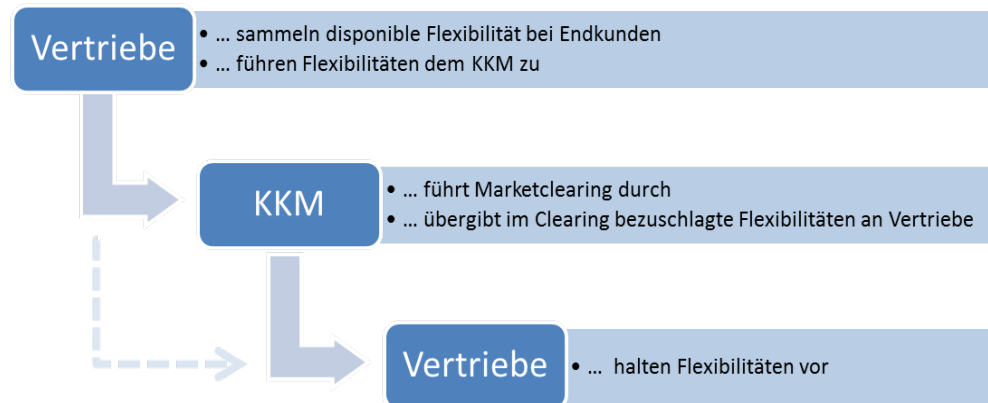 Vertriebe
• ... sammeln disponible Flexibilität bei Endkunden
• ... führen Flexibilitäten dem KKM zu
KKM
• ... führt Marketclearing durch
• ... übergibt im Clearing bezuschlagte Flexibilitäten an Vertriebe
Vertriebe
• ... halten Flexibilitäten vor